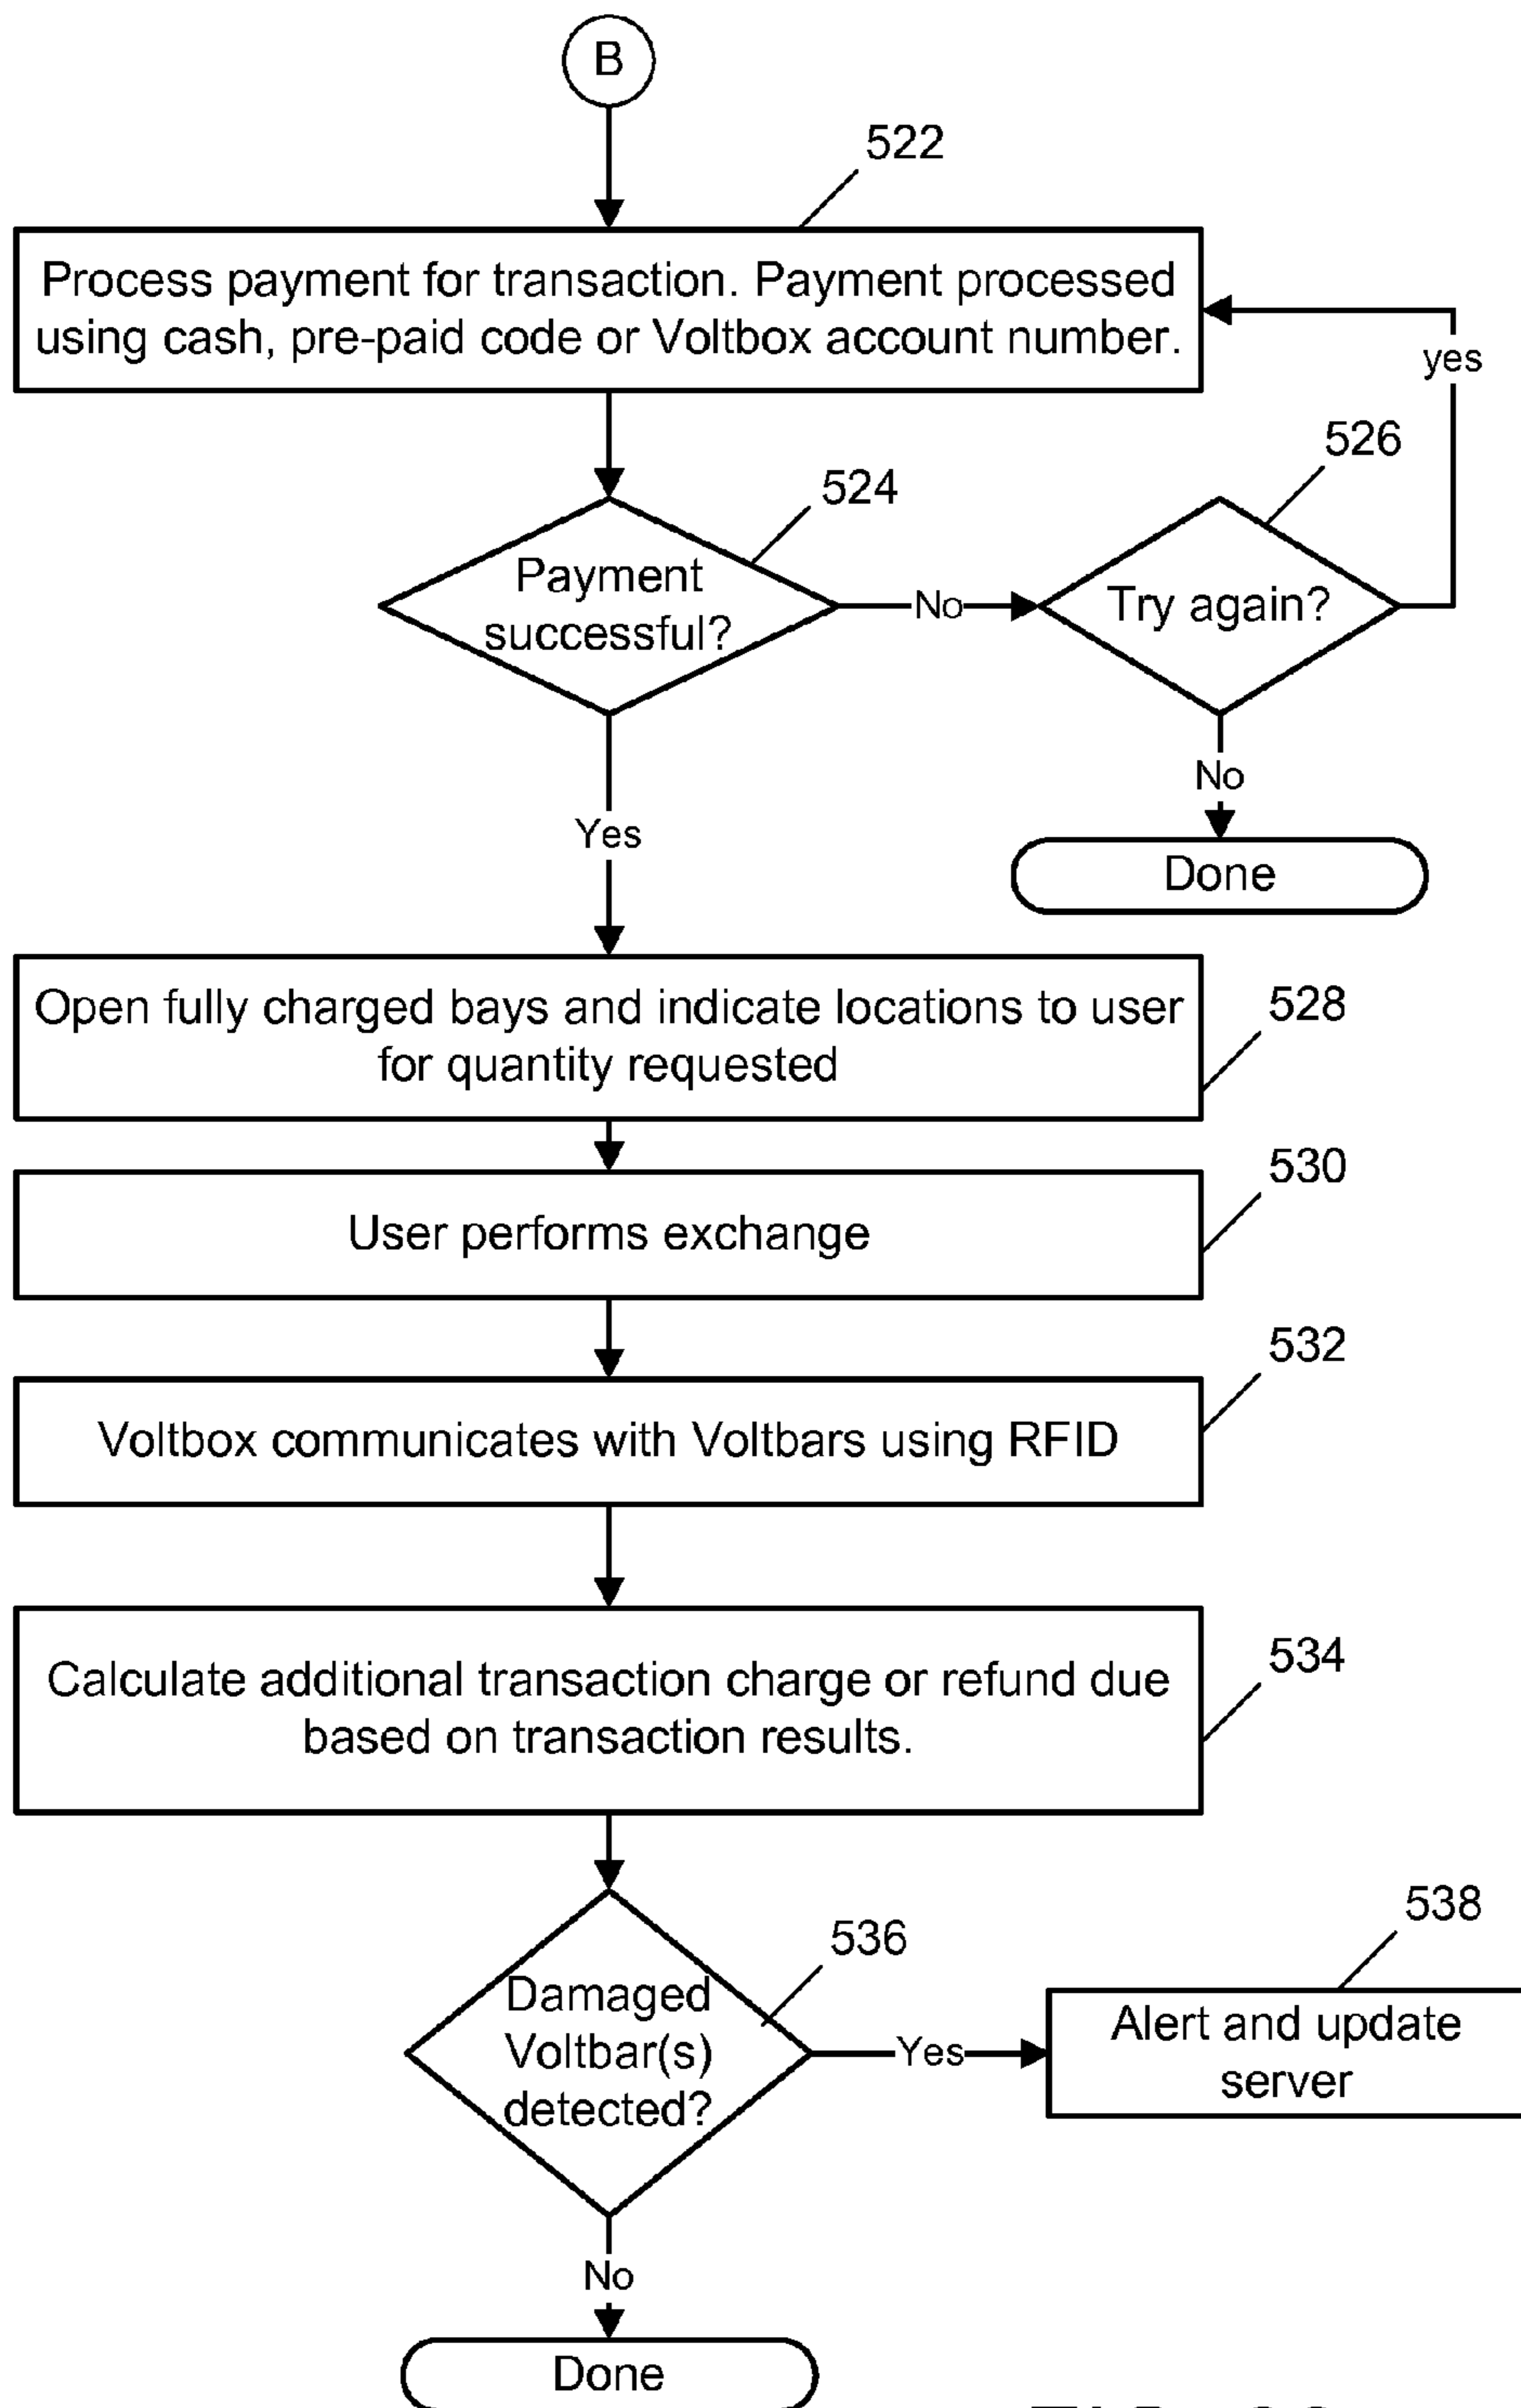 B
522
Process payment for transaction. Payment processed
using cash, pre-paid code or Voltbox account number.
yes
526
524
Payment
successful?
No
Try again?
No
Yes
Done
Open fully charged bays and indicate locations to user
for quantity requested
528
530
User performs exchange
532
Voltbox communicates with Voltbars using RFID
534
Calculate additional transaction charge or refund due
based on transaction results.
538
536
Damaged
Voltbar(s)
detected?
Yes
Alert and update
server
No
Done